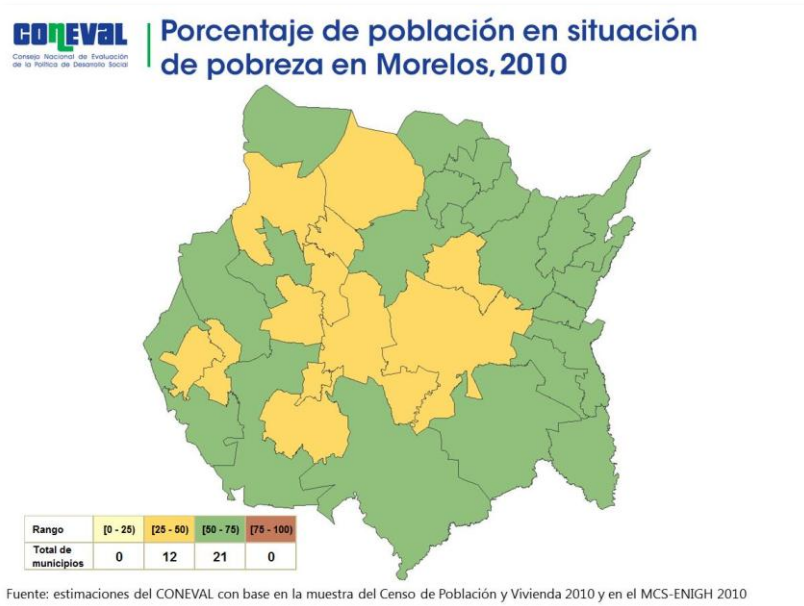 CONEVAL
Consejo Nacional de Evaluación
de la Política de Desarrollo Social
Porcentaje de población en situación
de pobreza en Morelos, 2010
Rango [0 - 25) [25 - 50) [50 - 75) [75 - 100)
Total de municipios 0 12 21 0
Fuente: estimaciones del CONEVAL con base en la muestra del Censo de Población y Vivienda 2010 y en el MCS-ENIGH 2010